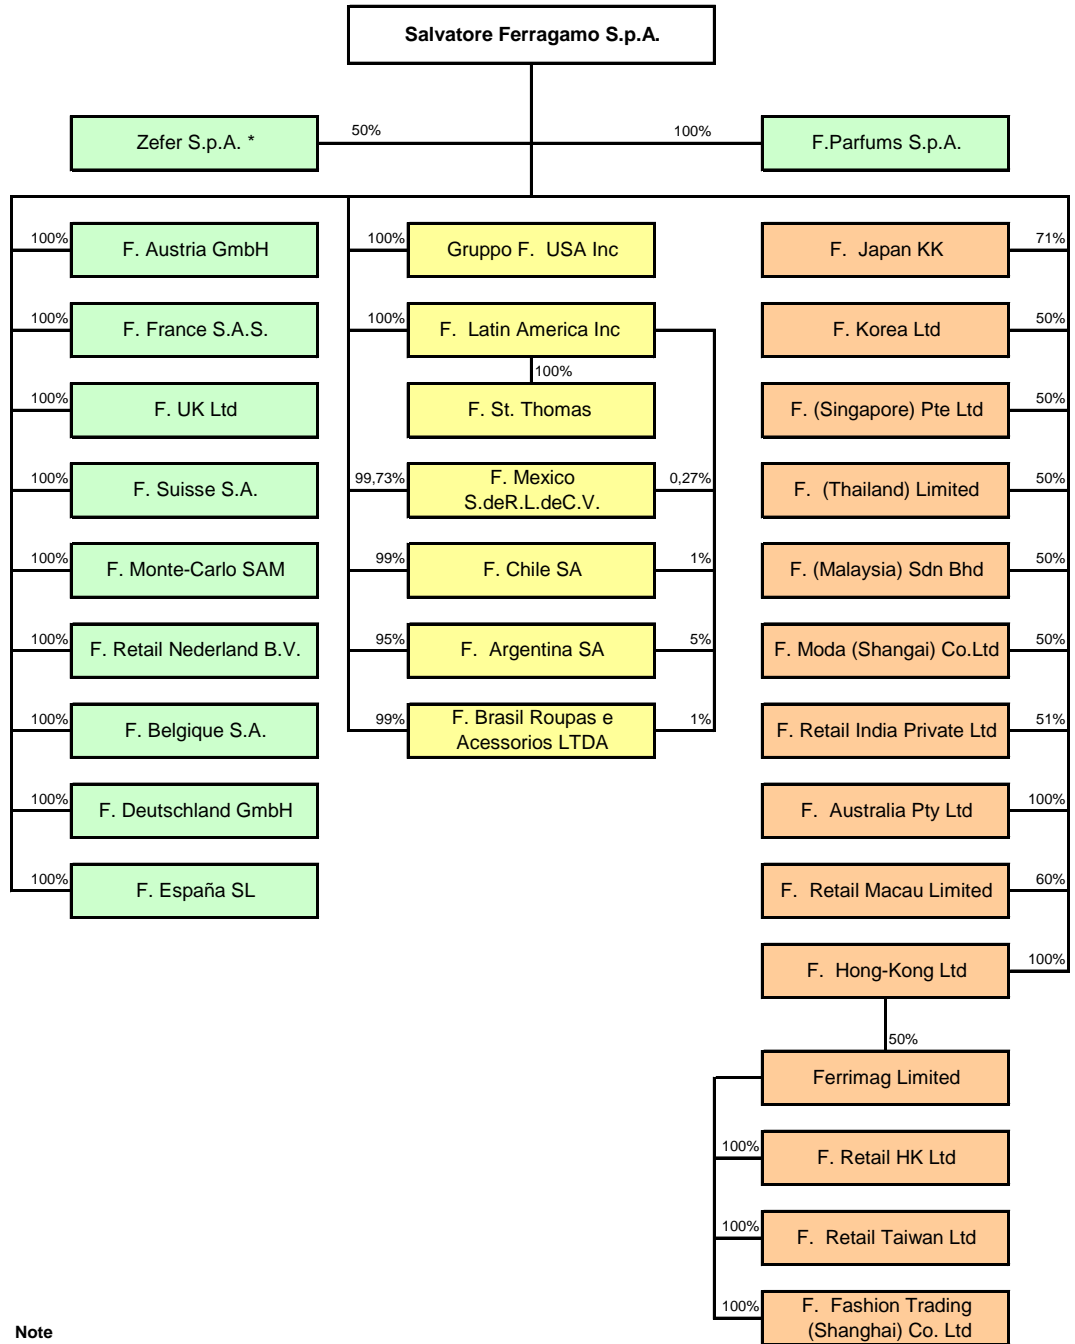 Salvatore Ferragamo S.p.A.
Zefer S.p.A. *
50%
100%
F.Parfums S.p.A.
100%
F. Austria GmbH
100%
Gruppo F. USA Inc
F. Japan KK
71%
100%
F. France S.A.S.
100%
F. Latin America Inc
F. Korea Ltd
50%
100%
100%
F. UK Ltd
F. St. Thomas
F. (Singapore) Pte Ltd
50%
100%
F. Suisse S.A.
99,73%
F. Mexico
S.deR.L.deC.V.
0,27%
F. (Thailand) Limited
50%
100%
F. Monte-Carlo SAM
99%
F. Chile SA
1%
F. (Malaysia) Sdn Bhd
50%
100%
F. Retail Nederland B.V.
95%
F. Argentina SA
5%
F. Moda (Shangai) Co.Ltd
50%
100%
F. Belgique S.A.
99%
F. Brasil Roupas e
Acessorios LTDA
1%
F. Retail India Private Ltd
51%
100%
F. Deutschland GmbH
F. Australia Pty Ltd
100%
100%
F. España SL
F. Retail Macau Limited
60%
F. Hong-Kong Ltd
100%
50%
Ferrimag Limited
100%
F. Retail HK Ltd
100%
F. Retail Taiwan Ltd
100%
F. Fashion Trading
(Shanghai) Co. Ltd
Note